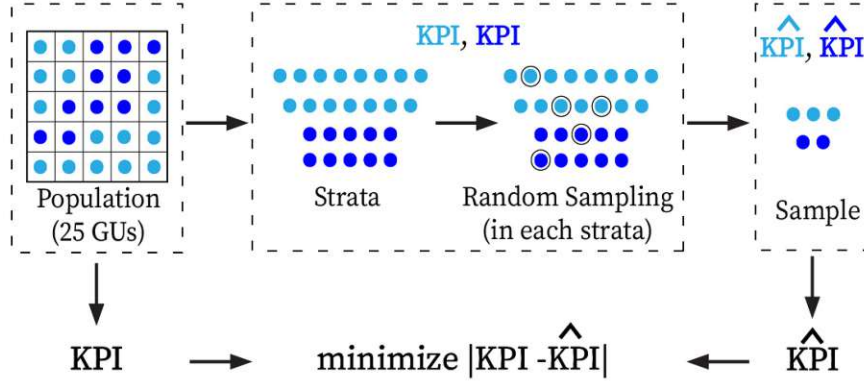 KPI, KPI
K͡PI, K͡PI
Population
(25 GUs)
Strata
Random Sampling
(in each strata)
Sample
KPI
minimize |KPI -K͡PI|
K͡PI